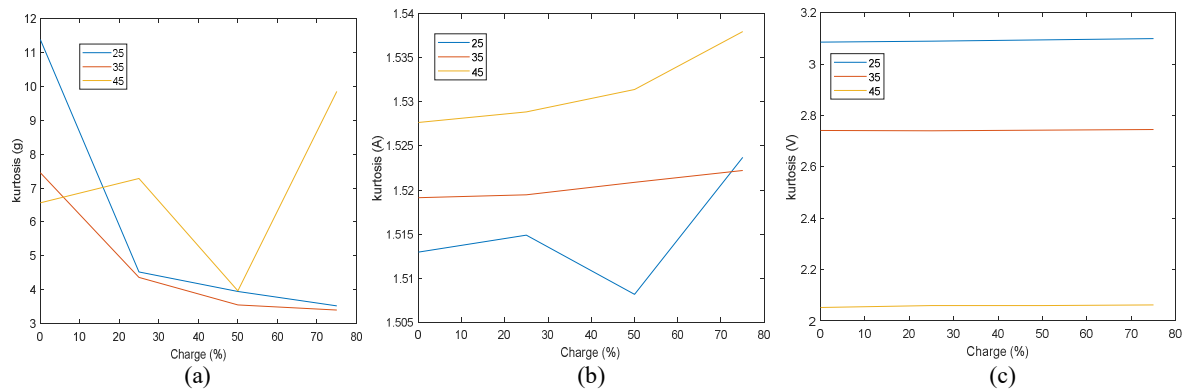 12
11
10
9
8
7
6
5
4
3
kurtosis (g)
25
35
45
0 10 20 30 40 50 60 70 80
Charge (%)
(a)
1.54
1.535
1.53
1.525
1.52
1.515
1.51
1.505
kurtosis (A)
25
35
45
0 10 20 30 40 50 60 70 80
Charge (%)
(b)
3.2
3
2.8
2.6
2.4
2.2
2
kurtosis (V)
25
35
45
0 10 20 30 40 50 60 70 80
Charge (%)
(c)